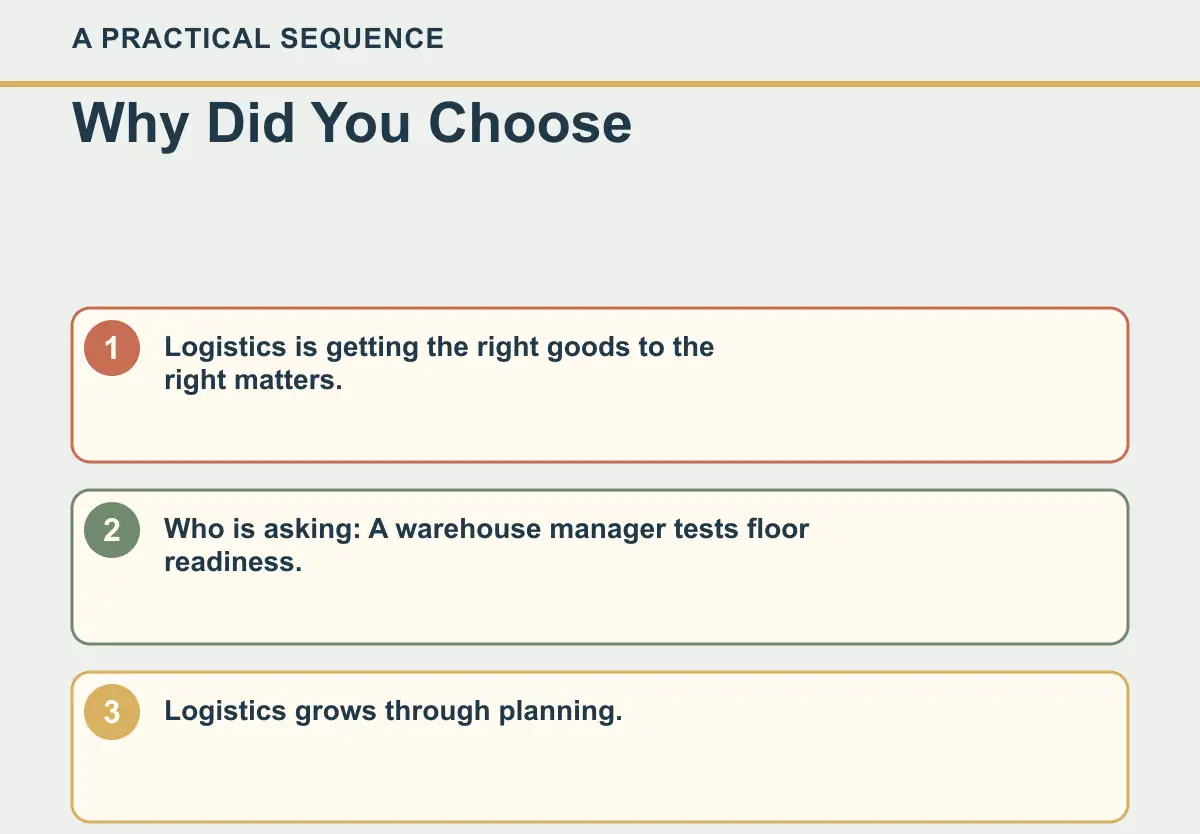 A PRACTICAL SEQUENCE
Why Did You Choose
1
Logistics is getting the right goods to the
right matters.
2
Who is asking: A warehouse manager tests floor
readiness.
3
Logistics grows through planning.